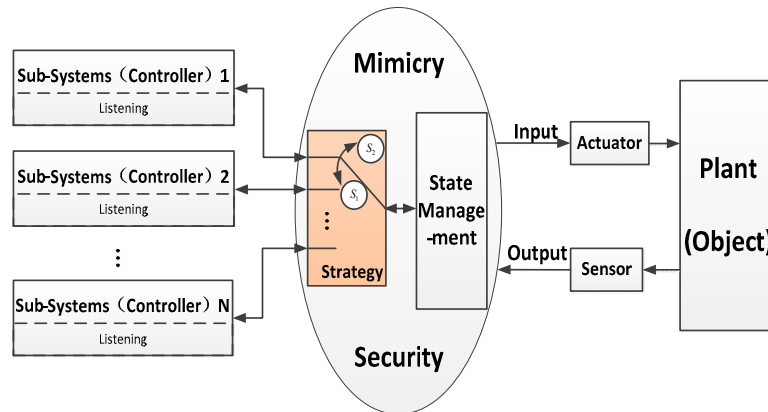 Sub-Systems（Controller）1
Listening
Sub-Systems（Controller）2
Listening
⋮
Sub-Systems（Controller）N
Listening
Mimicry
S₂
S₁
⋮
Strategy
State
Manage
-ment
Security
Input
Actuator
Output
Sensor
Plant
(Object)